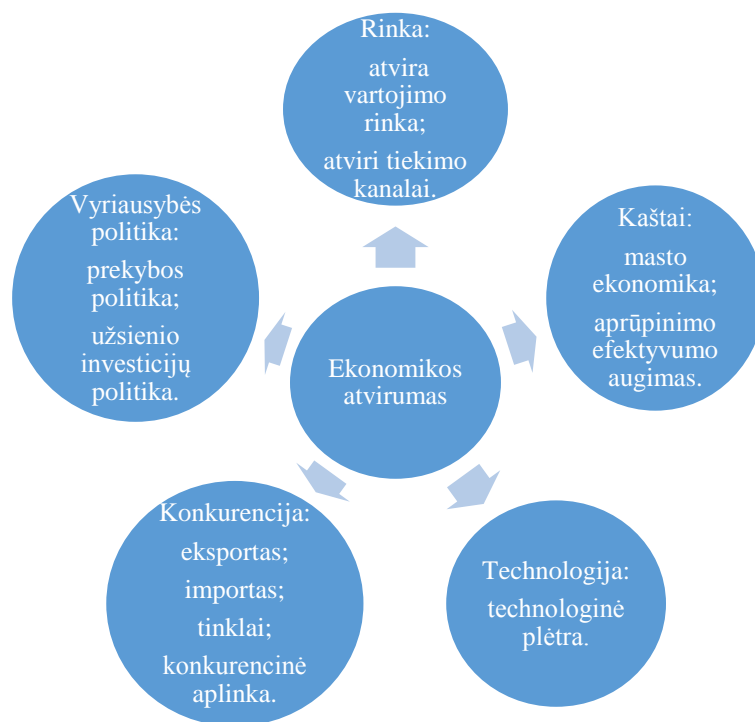 Rinka:
atvira
vartojimo
rinka;
atviri tiekimo
kanalai.
Vyriausybės
politika:
prekybos
politika;
užsienio
investicijų
politika.
Kaštai:
masto
ekonomika;
aprūpinimo
efektyvumo
augimas.
Ekonomikos
atvirumas
Konkurencija:
eksportas;
importas;
tinklai;
konkurencinė
aplinka.
Technologija:
technologinė
plėtra.